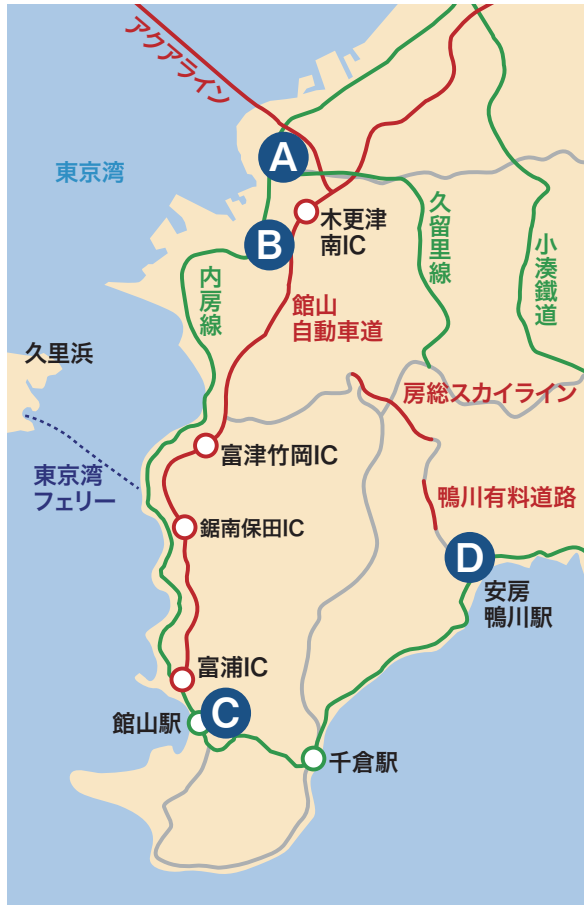 アクアライン
A
東京湾
木更津
南IC
久留里線
小湊鐵道
B
内房線
館山
自動車道
久里浜
房総スカイライン
富津竹岡IC
東京湾
フェリー
鴨川有料道路
鋸南保田IC
D
安房
鴨川駅
富浦IC
館山駅
C
千倉駅